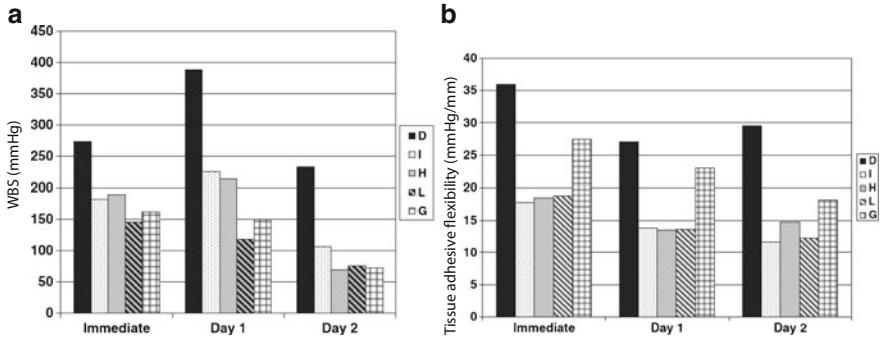 a
WBS (mmHg)
450
400
350
300
250
200
150
100
50
0
Immediate
Day 1
Day 2
D
I
H
L
G
b
Tissue adhesive flexibility (mmHg/mm)
40
35
30
25
20
15
10
5
0
Immediate
Day 1
Day 2
D
I
H
L
G